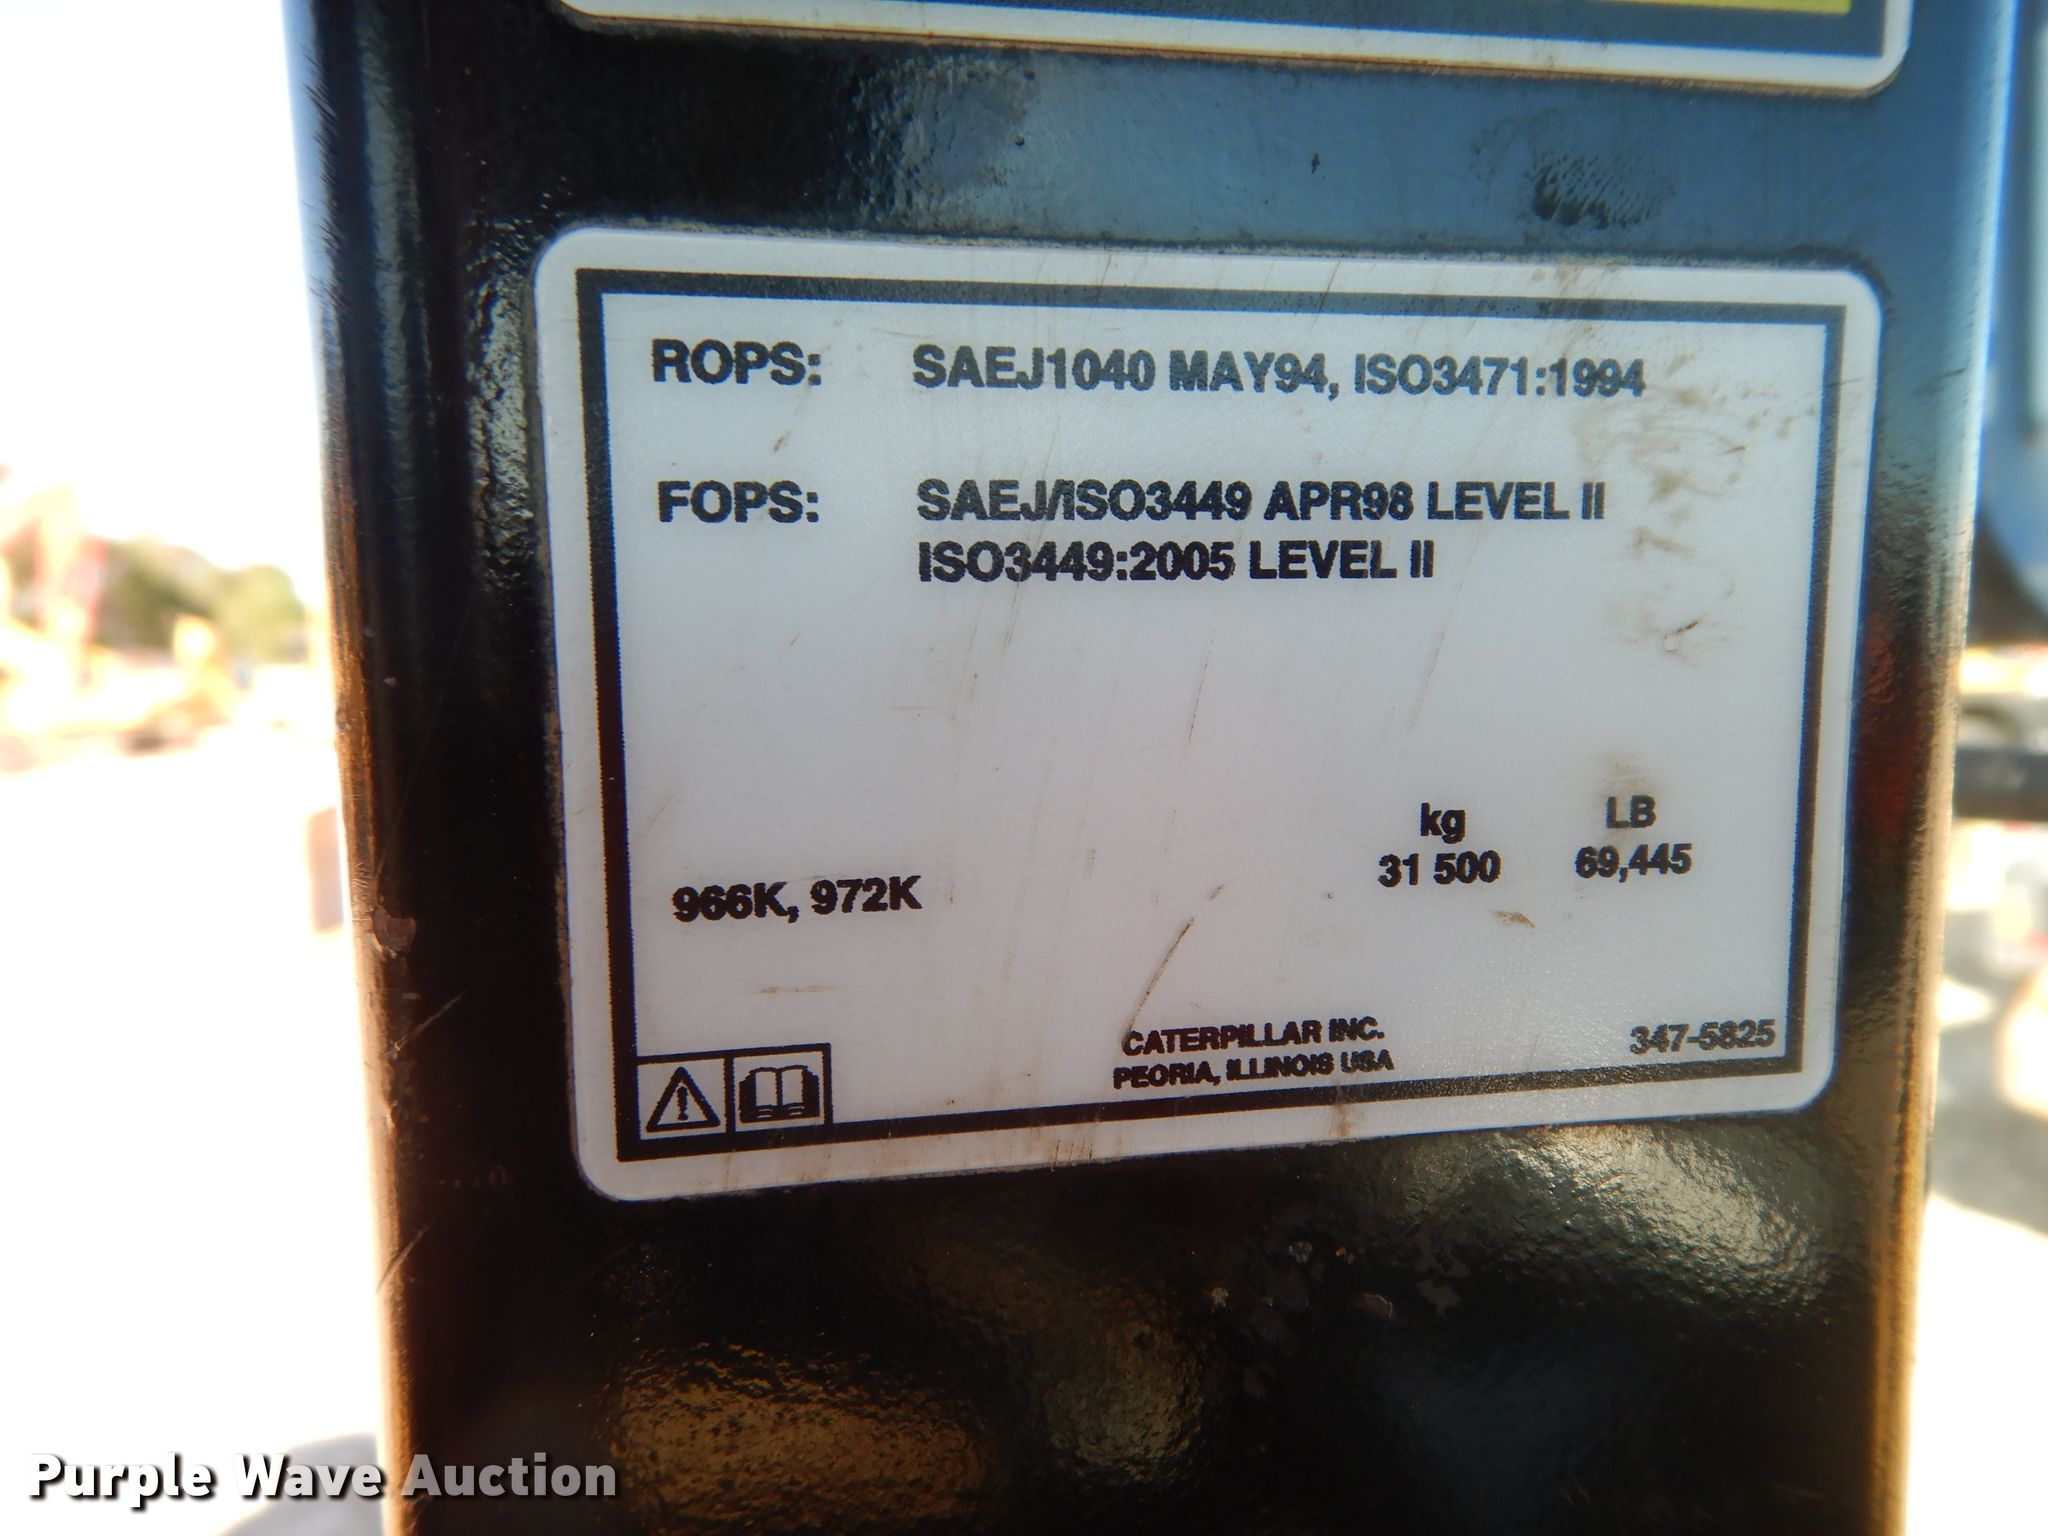 ROPS: SAEJ1040 MAY94, ISO3471:1994
FOPS: SAEJ/ISO3449 APR98 LEVEL II
ISO3449:2005 LEVEL II
kg LB
966K, 972K 31 500 69,445
CATERPILLAR INC.
PEORIA, ILLINOIS USA
347-5825
Purple Wave Auction